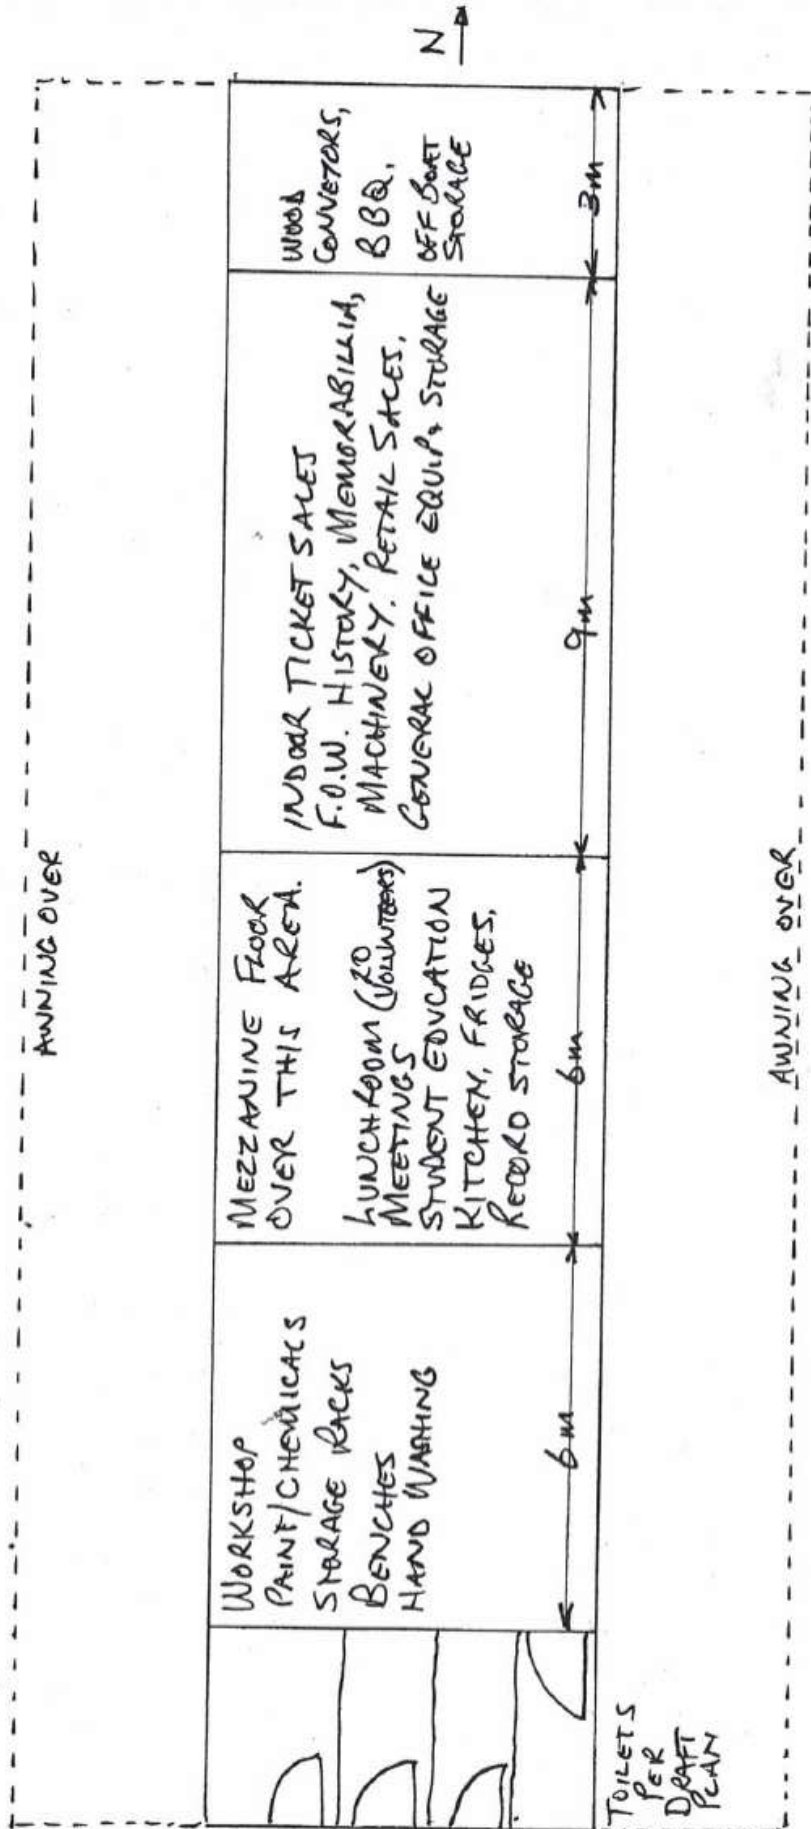 N
AWNING OVER
WORKSHOP
PAINT/CHEMICALS
STORAGE RACKS
BENCHES
HAND WASHING
6m
MEZZANINE FLOOR
OVER THIS AREA.
LUNCHROOM (20 VOLUNTEERS)
MEETINGS
STUDENT EDUCATION
KITCHEN, FRIDGES,
RECORD STORAGE
6m
INDOOR TICKET SALES
F.O.W. HISTORY, MEMORABILLIA,
MACHINERY. RETAIL SALES.
GENERAL OFFICE EQUIP & STORAGE
9m
WOOD
CONVEYORS,
BBQ.
OFF BOAT
STORAGE
3m
TOILETS
PER
DRAFT
PLAN
AWNING OVER